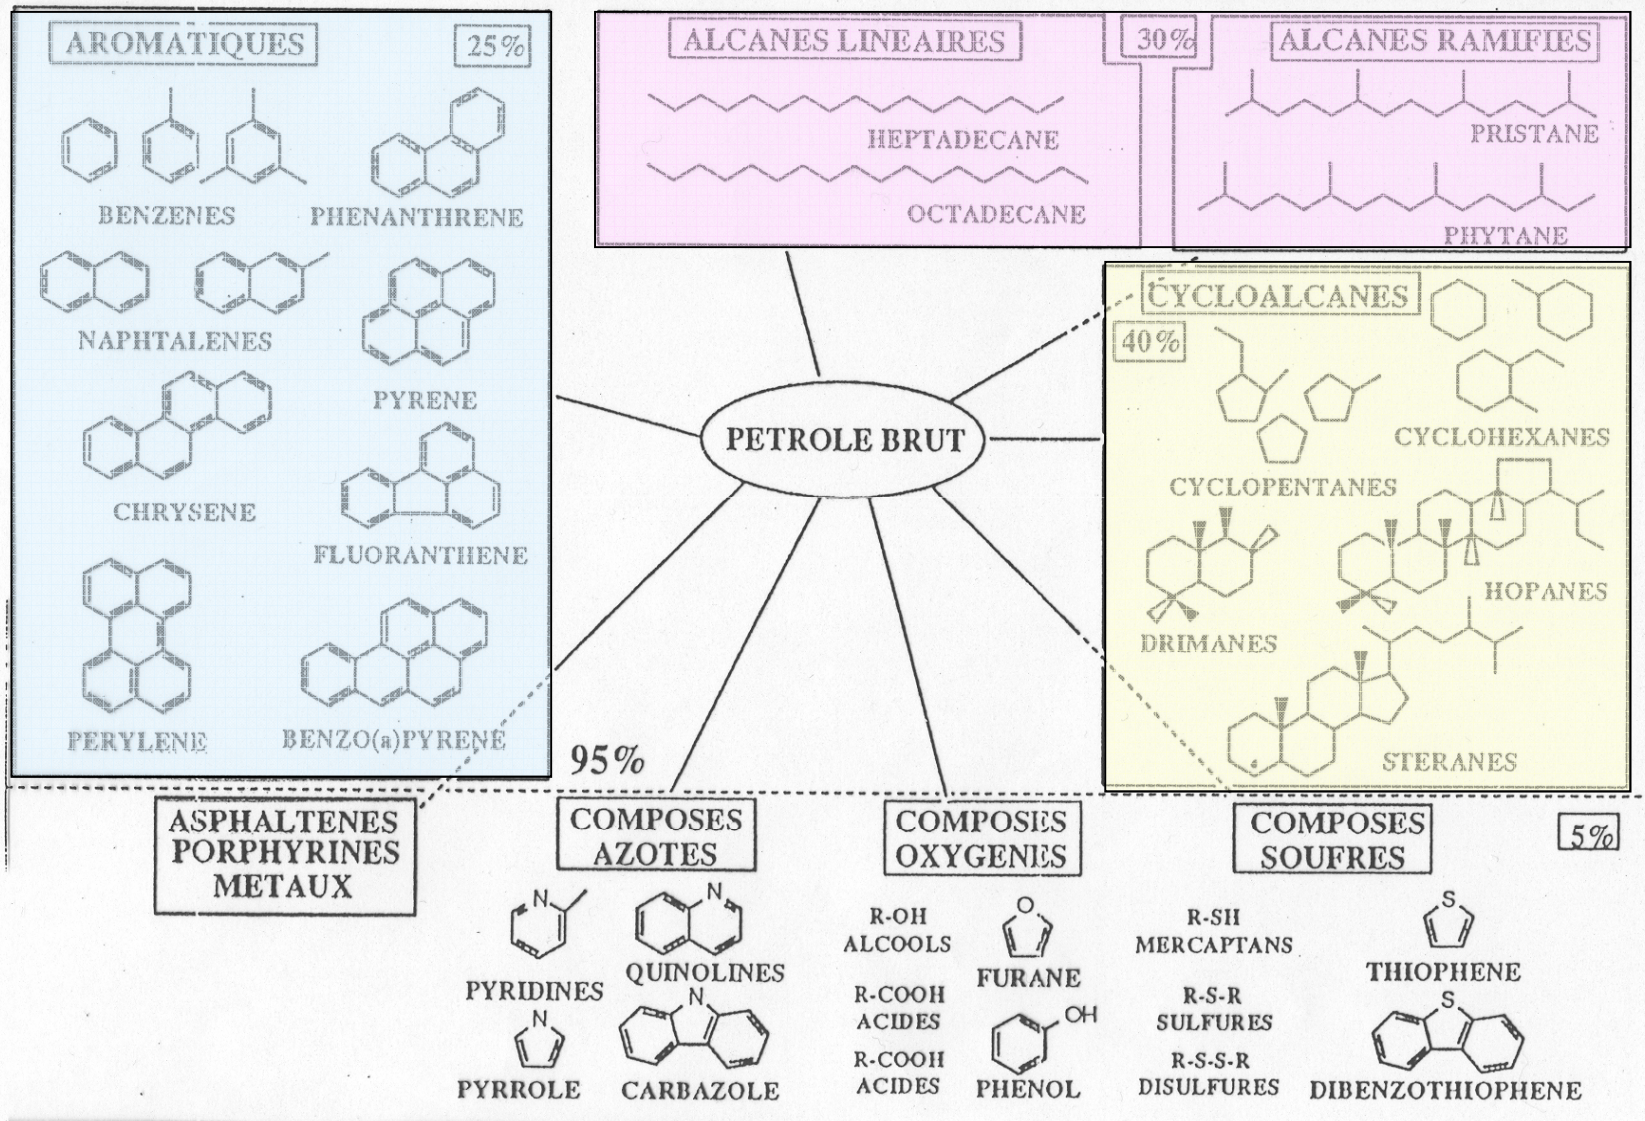 AROMATIQUES
25%
BENZENES
PHENANTHRENE
NAPHTALENES
PYRENE
CHRYSENE
FLUORANTHENE
PERYLENE
BENZO(a)PYRENE
ALCANES LINEAIRES
30%
ALCANES RAMIFIES
HEPTADECANE
OCTADECANE
PRISTANE
PHYTANE
CYCLOALCANES
40%
CYCLOHEXANES
CYCLOPENTANES
HOPANES
DRIMANES
STERANES
PETROLE BRUT
95%
ASPHALTENES
PORPHYRINES
METAUX
COMPOSES
AZOTES
N
N
PYRIDINES
QUINOLINES
N
N
PYRROLE
CARBAZOLE
COMPOSES
OXYGENES
R-OH
ALCOOLS
O
FURANE
R-COOH
ACIDES
OH
R-COOH
ACIDES
PHENOL
COMPOSES
SOUFRES
5%
R-SH
MERCAPTANS
S
THIOPHENE
R-S-R
SULFURES
S
R-S-S-R
DISULFURES
DIBENZOTHIOPHENE